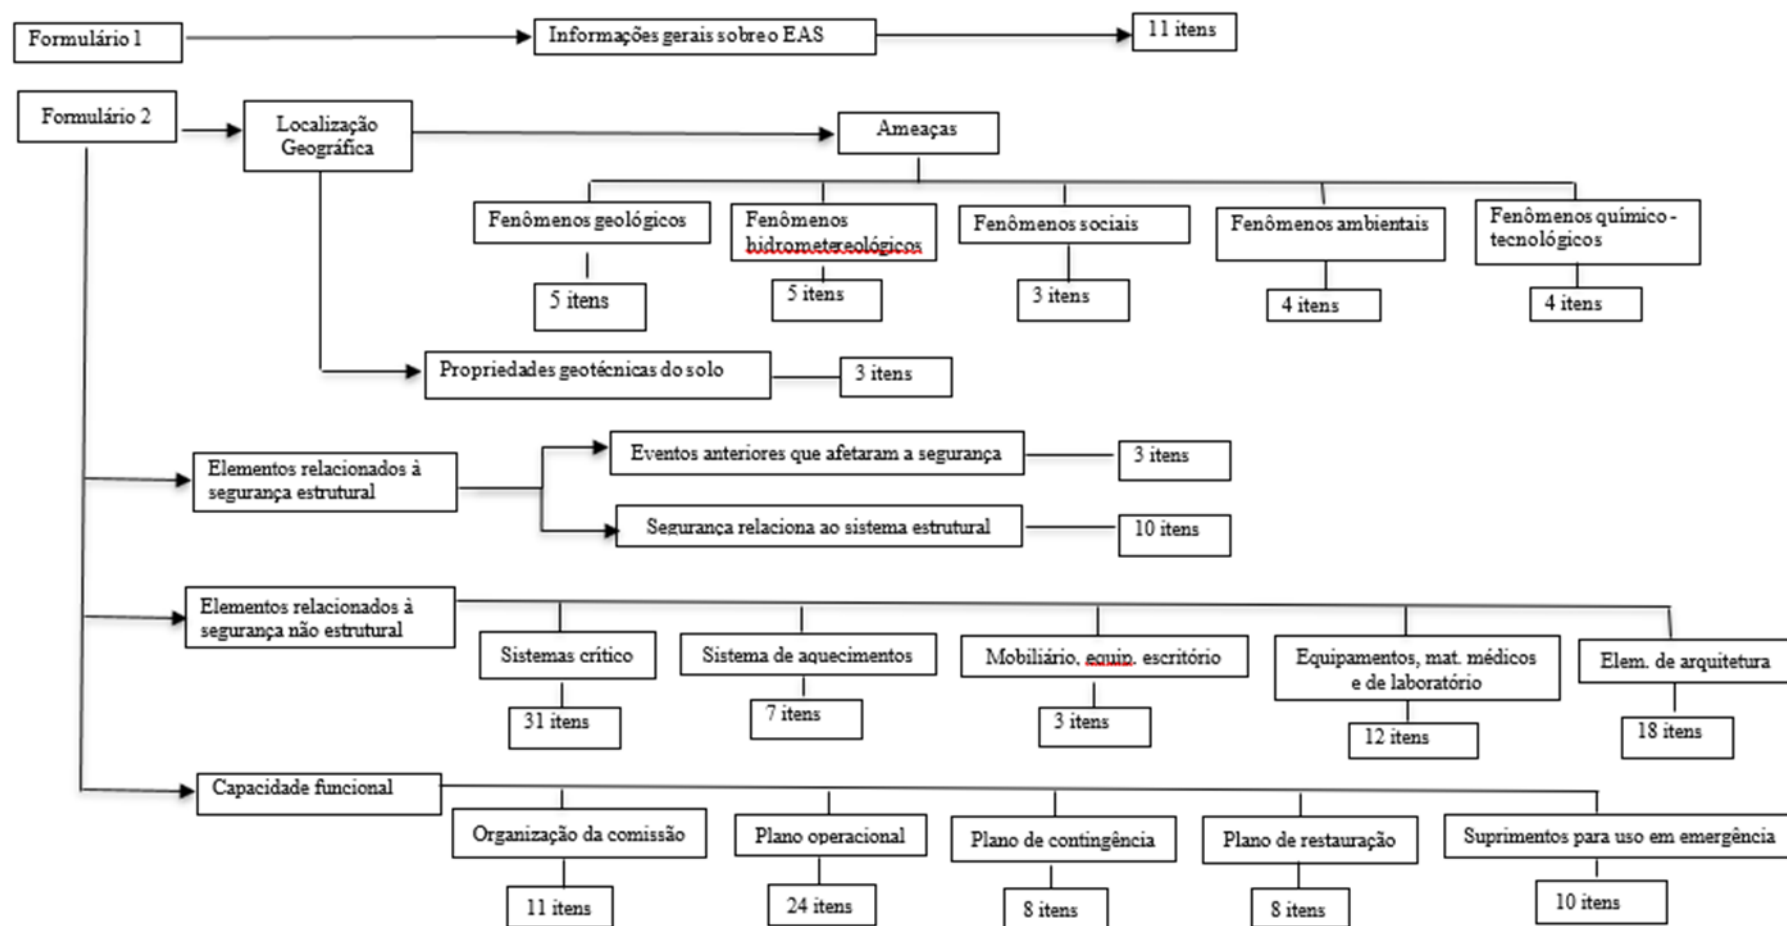 Formulário 1
Informações gerais sobre o EAS
11 itens
Formulário 2
Localização
Geográfica
Ameaças
Fenômenos geológicos
Fenômenos
hidrometereológicos
Fenômenos sociais
Fenômenos ambientais
Fenômenos químico -
tecnológicos
5 itens
5 itens
3 itens
4 itens
4 itens
Propriedades geotécnicas do solo
3 itens
Elementos relacionados à
segurança estrutural
Eventos anteriores que afetaram a segurança
3 itens
Segurança relaciona ao sistema estrutural
10 itens
Elementos relacionados à
segurança não estrutural
Sistemas crítico
Sistema de aquecimentos
Mobiliário, equip. escritório
Equipamentos, mat. médicos
e de laboratório
Elem. de arquitetura
31 itens
7 itens
3 itens
12 itens
18 itens
Capacidade funcional
Organização da comissão
Plano operacional
Plano de contingência
Plano de restauração
Suprimentos para uso em emergência
11 itens
24 itens
8 itens
8 itens
10 itens